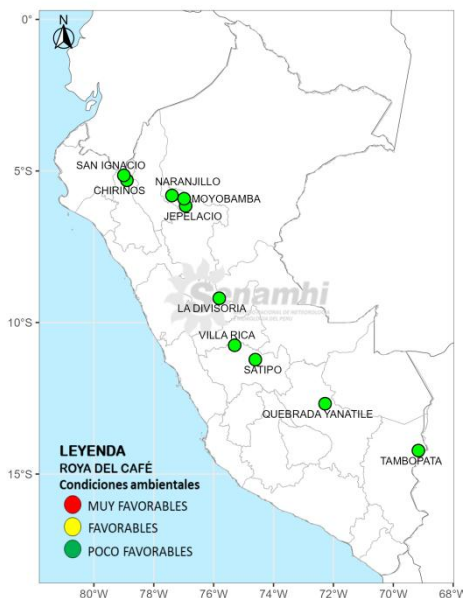 N
0°
SAN IGNACIO
5°S
CHIRINOS
NARANJILLO
MOYOBAMBA
JEPELACIO
Senamhi
LA DIVISORIA
10°S
VILLA RICA
SATIPO
QUEBRADA YANATILE
TAMBOPATA
15°S
LEYENDA
ROYA DEL CAFÉ
Condiciones ambientales
MUY FAVORABLES
FAVORABLES
POCO FAVORABLES
80°W 78°W 76°W 74°W 72°W 70°W 68°W